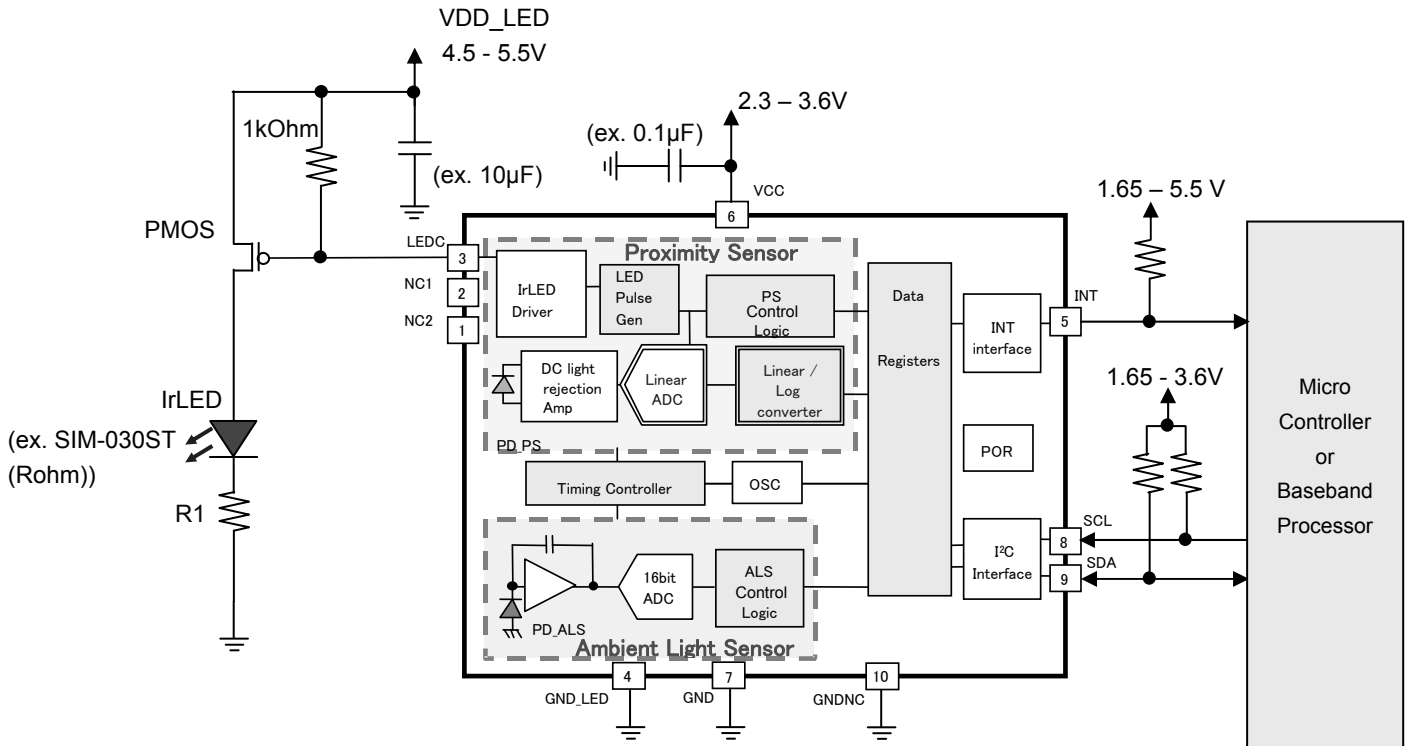 VDD_LED
4.5 - 5.5V
1kOhm
(ex. 10µF)
PMOS
IrLED
(ex. SIM-030ST
(Rohm))
R1
2.3 – 3.6V
(ex. 0.1µF)
VCC
6
LEDC
3
NC1
2
NC2
1
Proximity Sensor
IrLED
Driver
LED
Pulse
Gen
PS
Control
Logic
DC light
rejection
Amp
Linear
ADC
Linear /
Log
converter
PD_PS
Timing Controller
OSC
PD_ALS
16bit
ADC
ALS
Control
Logic
Ambient Light Sensor
Data
Registers
INT
interface
POR
I²C
Interface
1.65 – 5.5 V
INT
5
1.65 - 3.6V
SCL
8
SDA
9
GND_LED
4
GND
7
GNDNC
10
Micro
Controller
or
Baseband
Processor